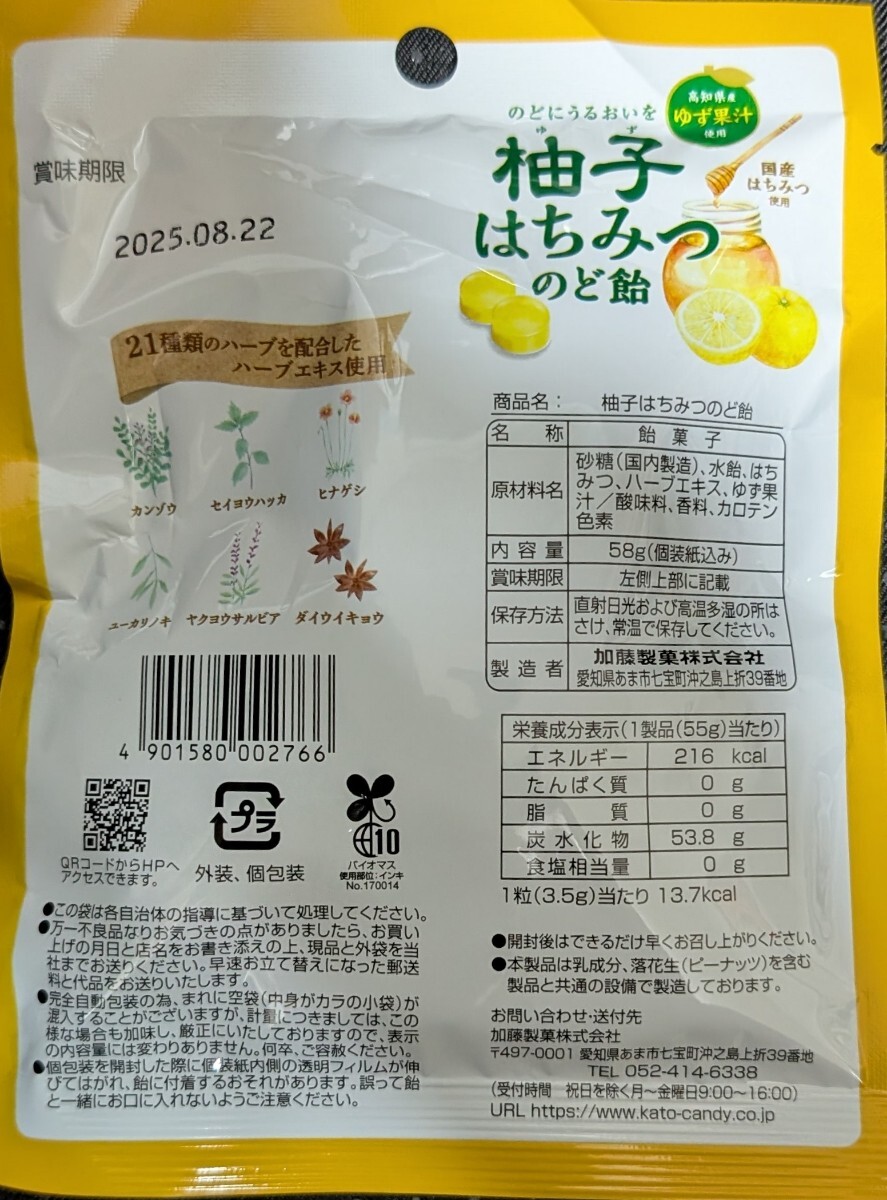 賞味期限
2025.08.22
のどにうるおいを
ゆ ず
柚子
はちみつ
のど飴
高知県産
ゆず果汁
使用
国産
はちみつ
使用
21種類のハーブを配合した
ハーブエキス使用
カンゾウ
セイヨウハッカ
ヒナゲシ
ユーカリノキ
ヤクヨウサルビア
ダイウイキョウ
4 901580 002766
QRコードからHPへ
アクセスできます。
プラ
外装、個包装
10
バイオマス
使用部位:インキ
No.170014
●この袋は各自治体の指導に基づいて処理してください。
●万一不良品なりお気づきの点がありましたら、お買い
上げの月日と店名をお書き添えの上、現品と外袋を当
社までお送りください。早速お立て替えになった郵送
料と代品をお送りいたします。
●完全自動包装の為、まれに空袋(中身がカラの小袋)が
混入することがございますが、計量につきましては、この
様な場合も加味し、厳正にいたしておりますので、表示
の内容量には変わりありません。何卒、ご容赦ください。
●個包装を開封した際に個装紙内側の透明フィルムが伸
びてはがれ、飴に付着するおそれがあります。誤って飴
と一緒にお口に入れないようご注意ください。
商品名: 柚子はちみつのど飴
名称 飴菓子
原材料名 砂糖(国内製造)、水飴、はち
みつ、ハーブエキス、ゆず果
汁/酸味料、香料、カロテン
色素
内容量 58g(個装紙込み)
賞味期限 左側上部に記載
保存方法 直射日光および高温多湿の所は
さけ、常温で保存してください。
製造者 加藤製菓株式会社
愛知県あま市七宝町沖之島上折39番地
栄養成分表示(1製品(55g)当たり)
エネルギー 216 kcal
たんぱく質 0 g
脂質 0 g
炭水化物 53.8 g
食塩相当量 0 g
1粒(3.5g)当たり 13.7kcal
●開封後はできるだけ早くお召し上がりください。
●本製品は乳成分、落花生(ピーナッツ)を含む
製品と共通の設備で製造しております。
お問い合わせ・送付先
加藤製菓株式会社
〒497-0001 愛知県あま市七宝町沖之島上折39番地
TEL 052-414-6338
(受付時間 祝日を除く月～金曜日9:00～16:00)
URL https://www.kato-candy.co.jp